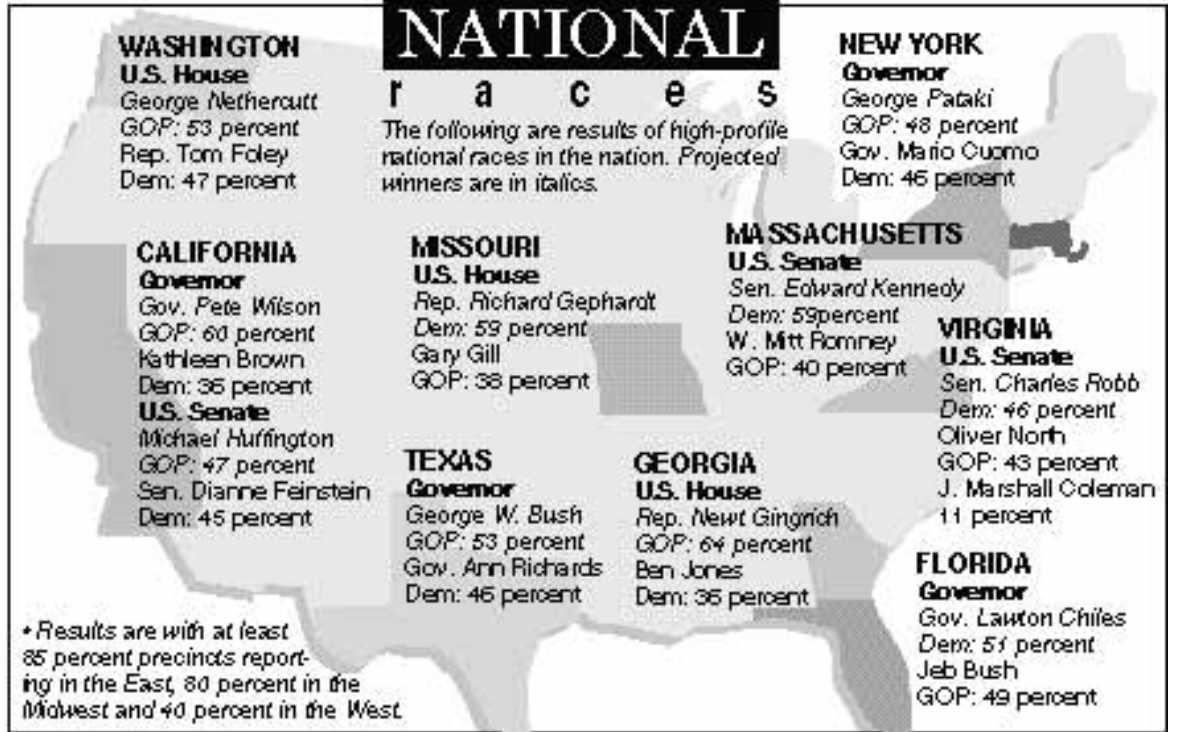 NATIONAL
races
The following are results of high-profile
national races in the nation. Projected
winners are in italics.
WASHINGTON
U.S. House
George Nethercutt
GOP: 53 percent
Rep. Tom Foley
Dem: 47 percent
NEW YORK
Governor
George Pataki
GOP: 48 percent
Gov. Mario Cuomo
Dem: 46 percent
CALIFORNIA
Governor
Gov. Pete Wilson
GOP: 60 percent
Kathleen Brown
Dem: 36 percent
U.S. Senate
Michael Huffington
GOP: 47 percent
Sen. Dianne Feinstein
Dem: 45 percent
MISSOURI
U.S. House
Rep. Richard Gephardt
Dem: 59 percent
Gary Gill
GOP: 38 percent
MASSACHUSETTS
U.S. Senate
Sen. Edward Kennedy
Dem: 59percent
W. Mitt Romney
GOP: 40 percent
VIRGINIA
U.S. Senate
Sen. Charles Robb
Dem: 46 percent
Oliver North
GOP: 43 percent
J. Marshall Coleman
11 percent
TEXAS
Governor
George W. Bush
GOP: 53 percent
Gov. Ann Richards
Dem: 46 percent
GEORGIA
U.S. House
Rep. Newt Gingrich
GOP: 64 percent
Ben Jones
Dem: 36 percent
FLORIDA
Governor
Gov. Lawton Chiles
Dem: 51 percent
Jeb Bush
GOP: 49 percent
* Results are with at least
85 percent precincts report-
ing in the East, 80 percent in the
Midwest and 40 percent in the West.